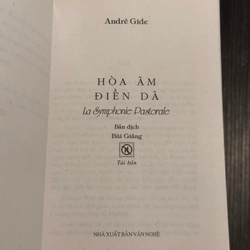 André Gide
HÒA ÂM
ĐIỀN DÃ
La Symphonie Pastorale
Bản dịch
Bùi Giáng
Tái bản
NHÀ XUẤT BẢN VĂN NGHỆ